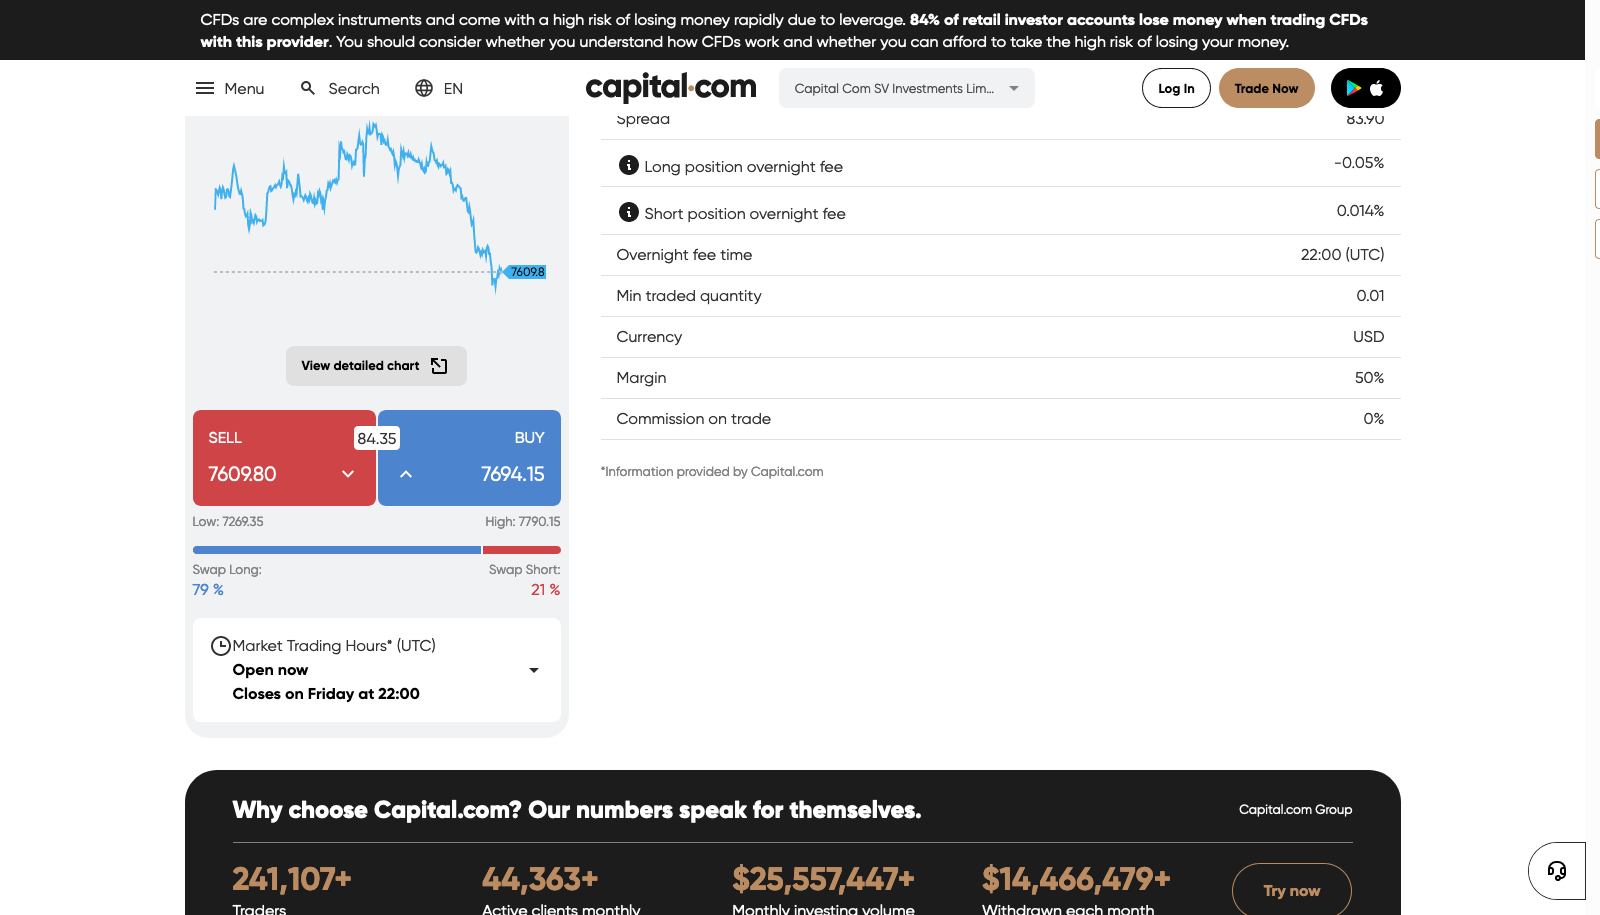 CFDs are complex instruments and come with a high risk of losing money rapidly due to leverage. 84% of retail investor accounts lose money when trading CFDs
with this provider. You should consider whether you understand how CFDs work and whether you can afford to take the high risk of losing your money.
Menu
Search
EN
capital.com
Capital Com SV Investments Lim...
Log In
Trade Now
Spread
83.90
Long position overnight fee
-0.05%
Short position overnight fee
0.014%
Overnight fee time
22:00 (UTC)
Min traded quantity
0.01
Currency
USD
Margin
50%
Commission on trade
0%
*Information provided by Capital.com
7609.8
View detailed chart
SELL
84.35
BUY
7609.80
7694.15
Low: 7269.35
High: 7790.15
Swap Long:
Swap Short:
79 %
21 %
Market Trading Hours* (UTC)
Open now
Closes on Friday at 22:00
Why choose Capital.com? Our numbers speak for themselves.
Capital.com Group
241,107+
Traders
44,363+
Active clients monthly
$25,557,447+
Monthly investing volume
$14,466,479+
Withdrawn each month
Try now